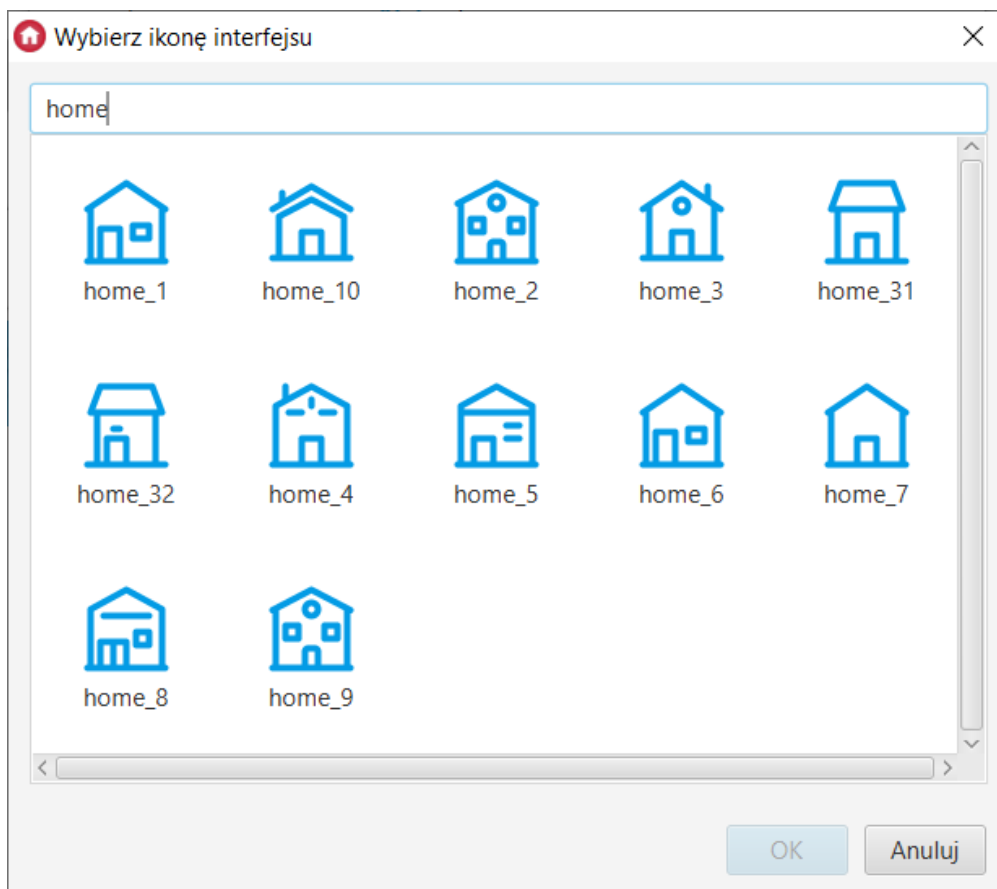 Wybierz ikonę interfejsu
home
home_1 home_10 home_2 home_3 home_31
home_32 home_4 home_5 home_6 home_7
home_8 home_9
OK Anuluj